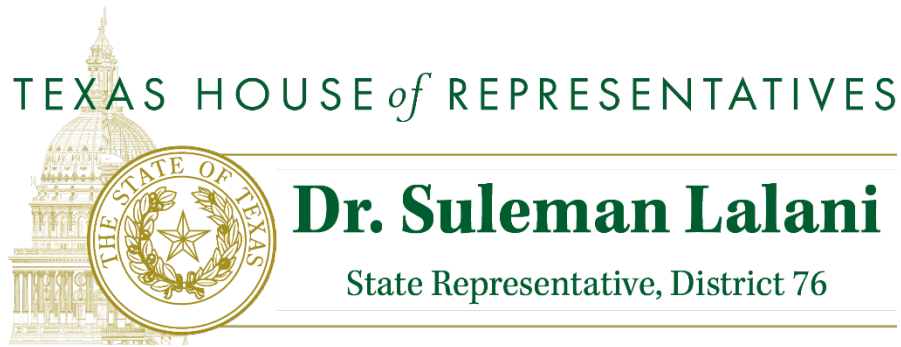 TEXAS HOUSE of REPRESENTATIVES
THE STATE OF TEXAS
Dr. Suleman Lalani
State Representative, District 76